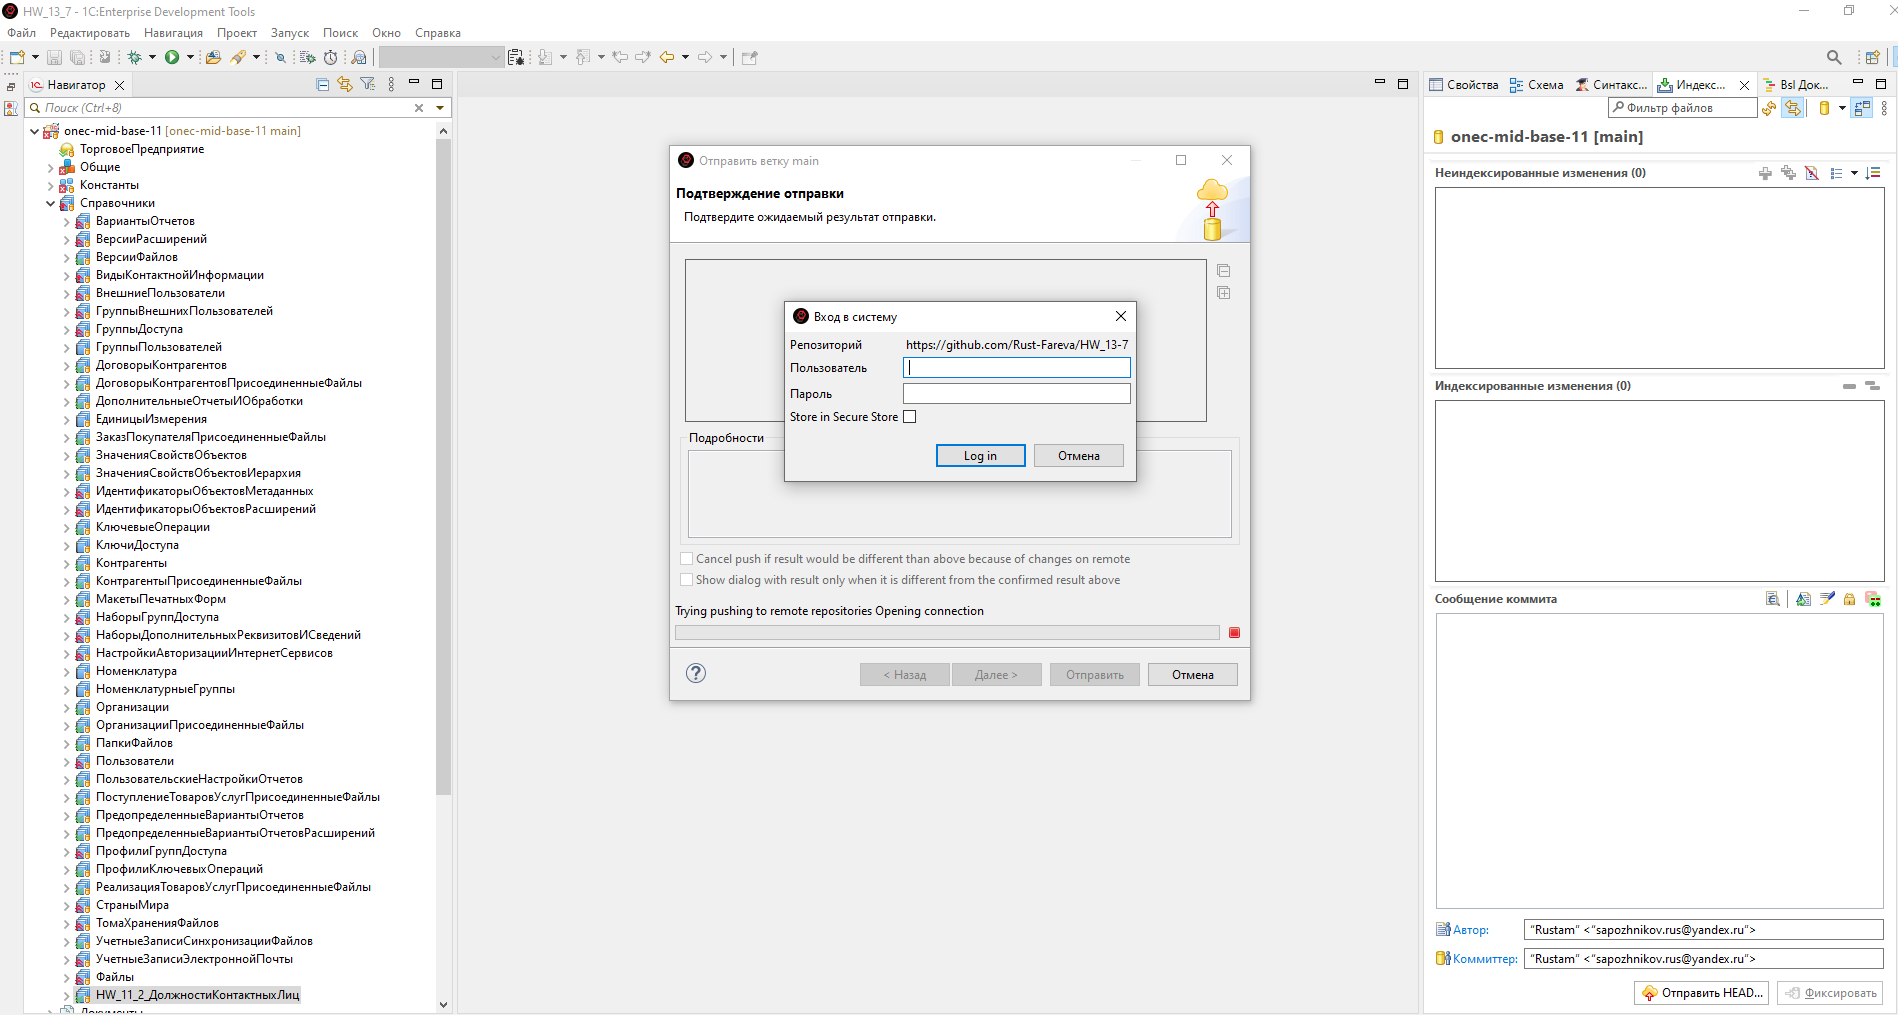 HW_13_7 - 1C:Enterprise Development Tools
Файл Редактировать Навигация Проект Запуск Поиск Окно Справка
Навигатор
Поиск (Ctrl+8)
onec-mid-base-11 [onec-mid-base-11 main]
ТорговоеПредприятие
Общие
Константы
Справочники
ВариантыОтчетов
ВерсииРасширений
ВерсииФайлов
ВидыКонтактнойИнформации
ВнешниеПользователи
ГруппыВнешнихПользователей
ГруппыДоступа
ГруппыПользователей
ДоговорыКонтрагентов
ДоговорыКонтрагентовПрисоединенныеФайлы
ДополнительныеОтчетыИОбработки
ЕдиницыИзмерения
ЗаказПокупателяПрисоединенныеФайлы
ЗначенияСвойствОбъектов
ЗначенияСвойствОбъектовИерархия
ИдентификаторыОбъектовМетаданных
ИдентификаторыОбъектовРасширений
КлючевыеОперации
КлючиДоступа
Контрагенты
КонтрагентыПрисоединенныеФайлы
МакетыПечатныхФорм
НаборыГруппДоступа
НаборыДополнительныхРеквизитовИСведений
НастройкиАвторизацииИнтернетСервисов
Номенклатура
НоменклатурныеГруппы
Организации
ОрганизацииПрисоединенныеФайлы
ПапкиФайлов
Пользователи
ПользовательскиеНастройкиОтчетов
ПоступлениеТоваровУслугПрисоединенныеФайлы
ПредопределенныеВариантыОтчетов
ПредопределенныеВариантыОтчетовРасширений
ПрофилиГруппДоступа
ПрофилиКлючевыхОпераций
РеализацияТоваровУслугПрисоединенныеФайлы
СтраныМира
ТомаХраненияФайлов
УчетныеЗаписиСинхронизацииФайлов
УчетныеЗаписиЭлектроннойПочты
Файлы
HW_11_2_ДолжностиКонтактныхЛиц
Документы
Отправить ветку main
Подтверждение отправки
Подтвердите ожидаемый результат отправки.
Вход в систему
Репозиторий https://github.com/Rust-Fareva/HW_13-7
Пользователь
Пароль
Store in Secure Store
Log in Отмена
Подробности
Cancel push if result would be different than above because of changes on remote
Show dialog with result only when it is different from the confirmed result above
Trying pushing to remote repositories Opening connection
< Назад Далее > Отправить Отмена
Свойства Схема Синтакс... Индекс... Bsl Док...
Фильтр файлов
onec-mid-base-11 [main]
Неиндексированные изменения (0)
Индексированные изменения (0)
Сообщение коммита
Автор: "Rustam" <"sapozhnikov.rus@yandex.ru">
Коммиттер: "Rustam" <"sapozhnikov.rus@yandex.ru">
Отправить HEAD... Фиксировать